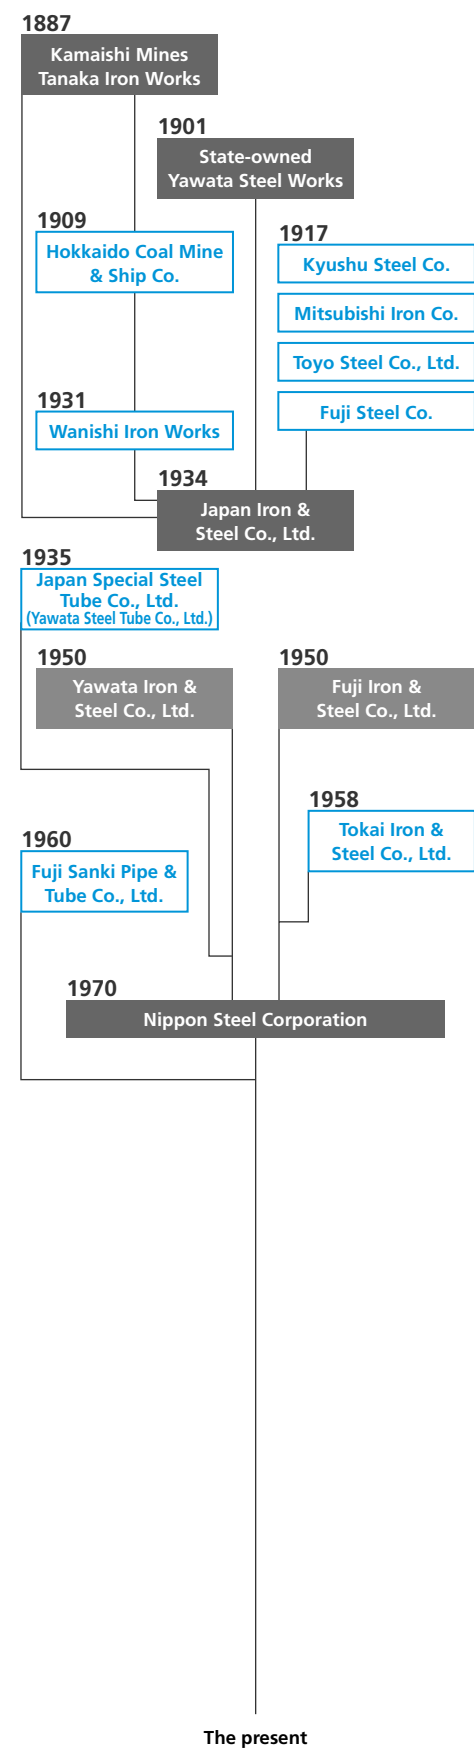 1887
Kamaishi Mines
Tanaka Iron Works
1901
State-owned
Yawata Steel Works
1909
Hokkaido Coal Mine
& Ship Co.
1917
Kyushu Steel Co.
Mitsubishi Iron Co.
Toyo Steel Co., Ltd.
Fuji Steel Co.
1931
Wanishi Iron Works
1934
Japan Iron &
Steel Co., Ltd.
1935
Japan Special Steel
Tube Co., Ltd.
(Yawata Steel Tube Co., Ltd.)
1950
Yawata Iron &
Steel Co., Ltd.
1950
Fuji Iron &
Steel Co., Ltd.
1958
Tokai Iron &
Steel Co., Ltd.
1960
Fuji Sanki Pipe &
Tube Co., Ltd.
1970
Nippon Steel Corporation
The present